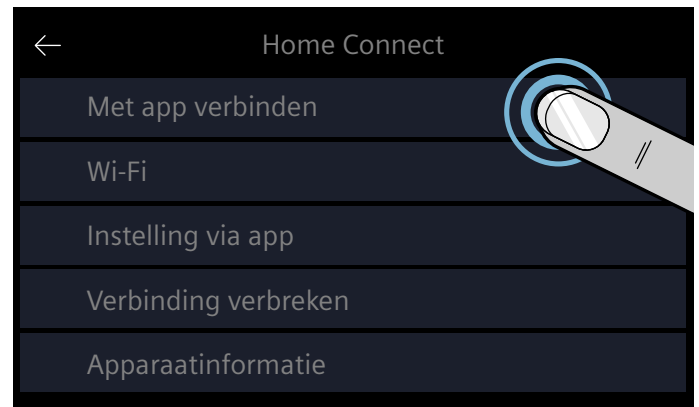 Home Connect
Met app verbinden
Wi-Fi
Instelling via app
Verbinding verbreken
Apparaatinformatie